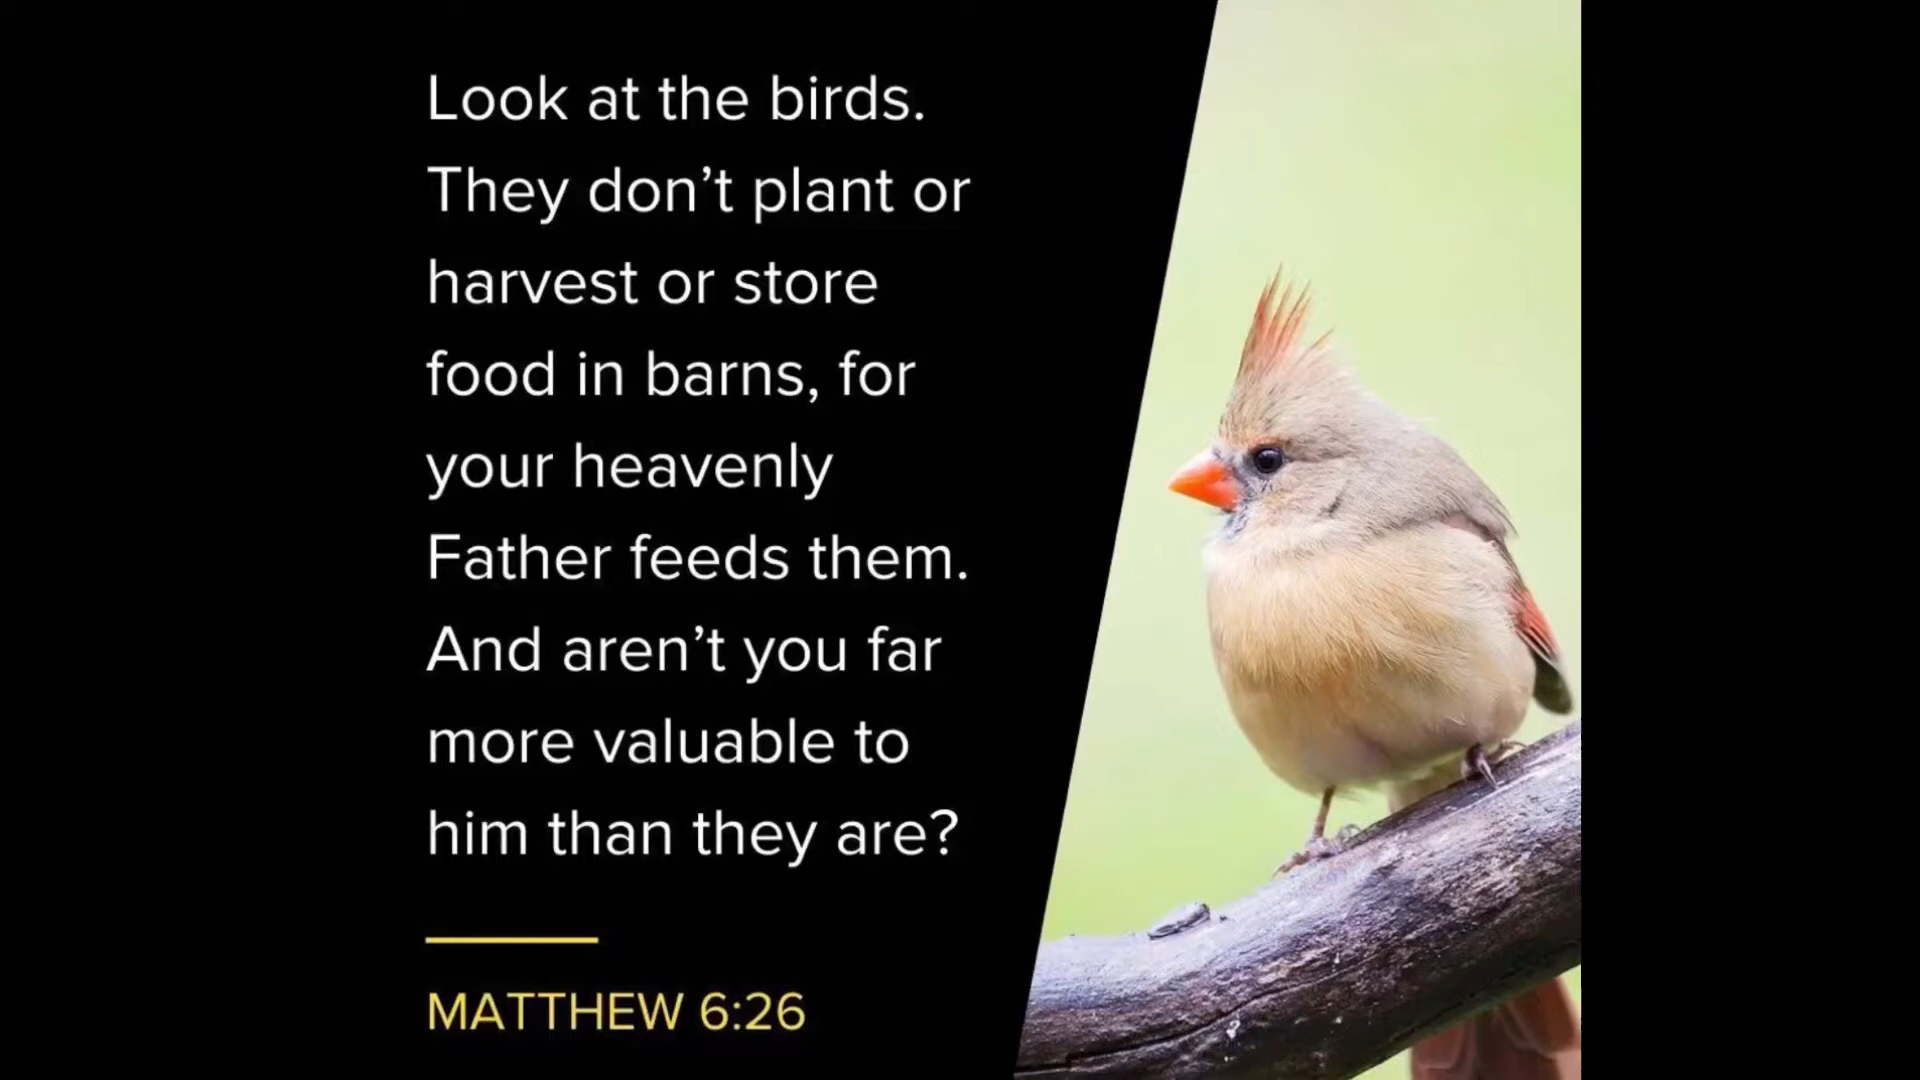 Look at the birds.
They don’t plant or
harvest or store
food in barns, for
your heavenly
Father feeds them.
And aren’t you far
more valuable to
him than they are?
MATTHEW 6:26